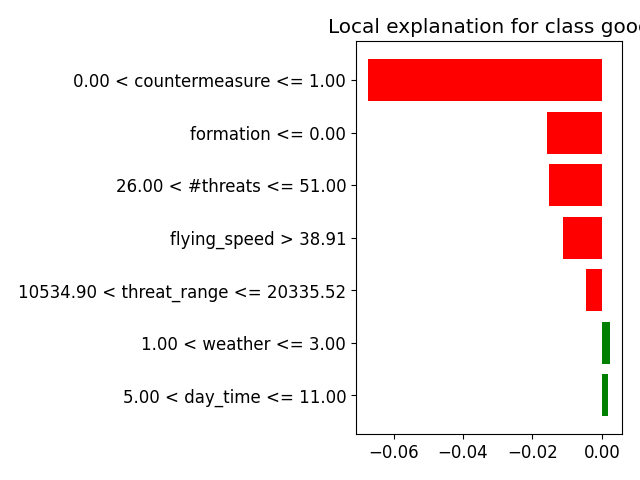 Local explanation for class good
0.00 < countermeasure <= 1.00
formation <= 0.00
26.00 < #threats <= 51.00
flying_speed > 38.91
10534.90 < threat_range <= 20335.52
1.00 < weather <= 3.00
5.00 < day_time <= 11.00
−0.06 −0.04 −0.02 0.00